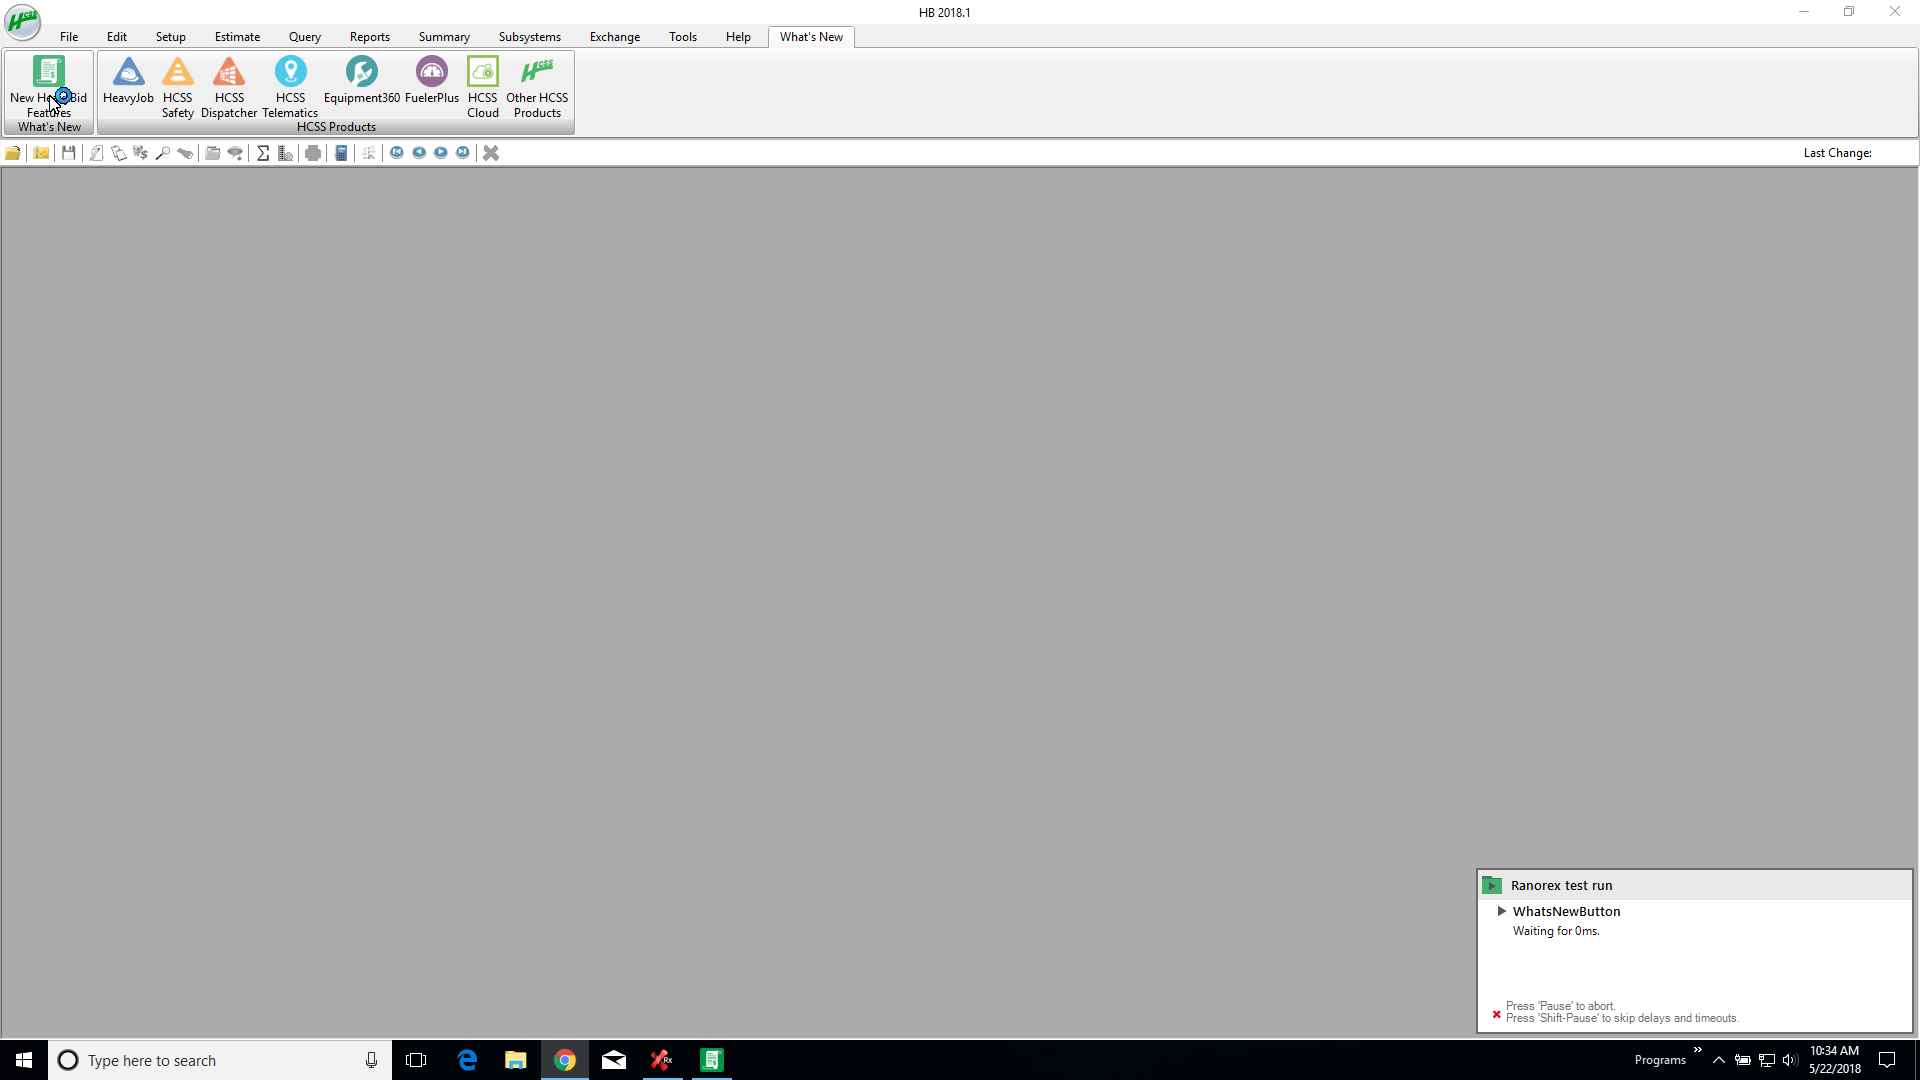 HB 2018.1
File Edit Setup Estimate Query Reports Summary Subsystems Exchange Tools Help What's New
HCSS
New Bid
Features
What's New
HeavyJob
HCSS
Safety
HCSS
Dispatcher
HCSS
Telematics
Equipment360
FuelerPlus
HCSS
Cloud
HCSS
Other HCSS
Products
HCSS Products
Last Change:
Ranorex test run
WhatsNewButton
Waiting for 0ms.
Press 'Pause' to abort.
Press 'Shift-Pause' to skip delays and timeouts.
Type here to search
Rx
Programs
10:34 AM
5/22/2018